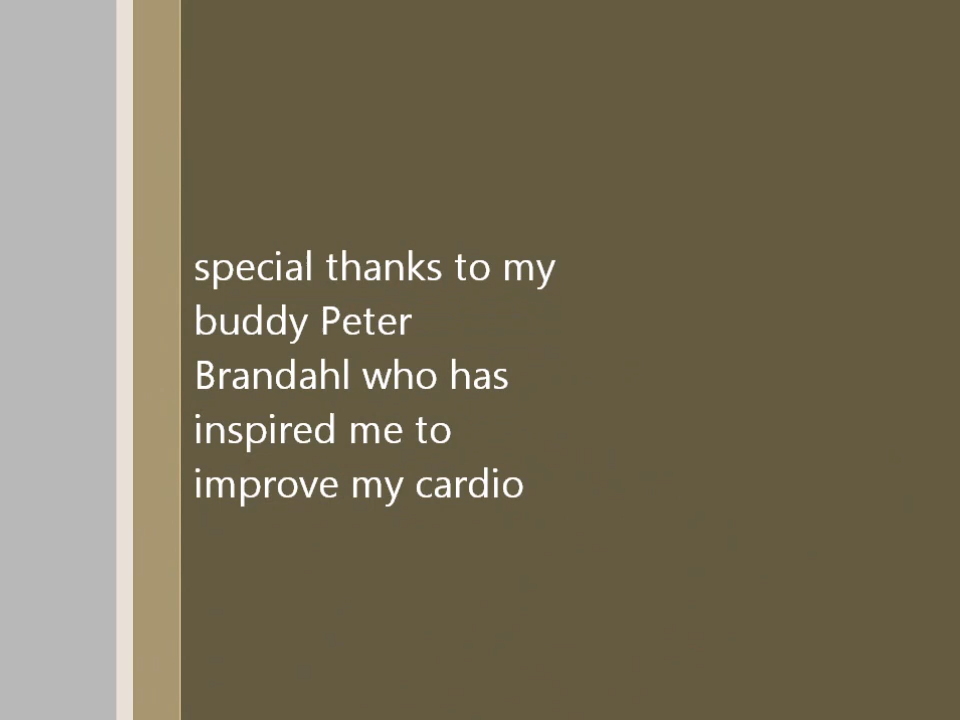 special thanks to my
buddy Peter
Brandahl who has
inspired me to
improve my cardio